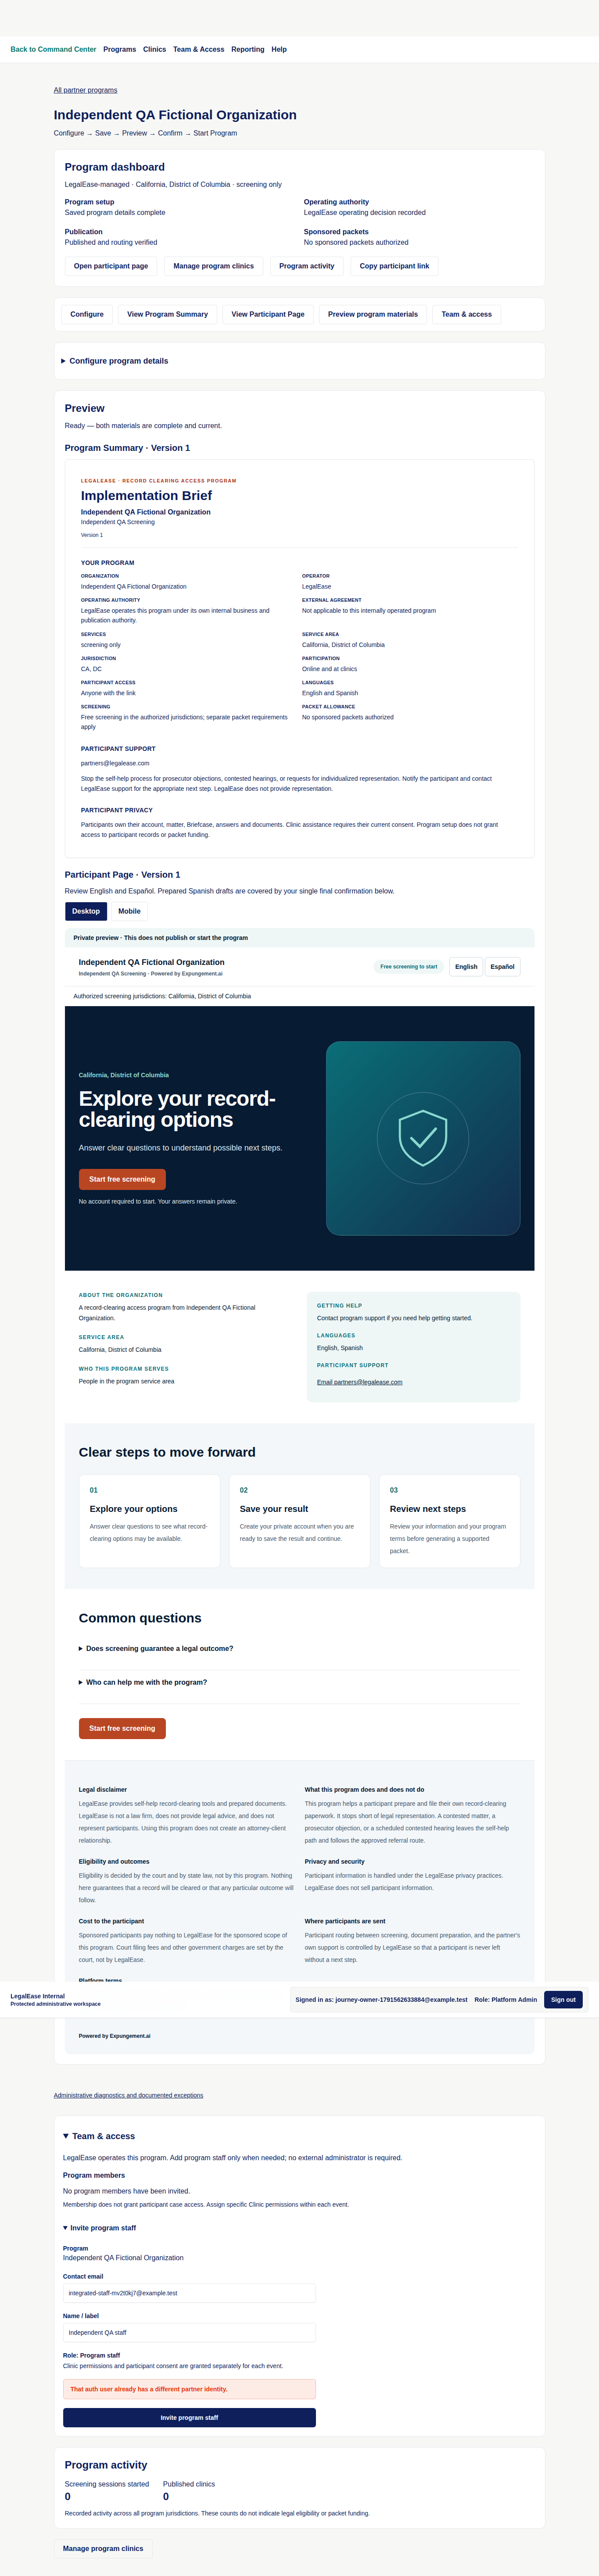 Back to Command Center Programs Clinics Team & Access Reporting Help
All partner programs
Independent QA Fictional Organization
Configure → Save → Preview → Confirm → Start Program
Program dashboard
LegalEase-managed · California, District of Columbia · screening only
Program setup
Saved program details complete
Operating authority
LegalEase operating decision recorded
Publication
Published and routing verified
Sponsored packets
No sponsored packets authorized
Open participant page
Manage program clinics
Program activity
Copy participant link
Configure
View Program Summary
View Participant Page
Preview program materials
Team & access
Configure program details
Preview
Ready — both materials are complete and current.
Program Summary · Version 1
LEGALEASE · RECORD CLEARING ACCESS PROGRAM
Implementation Brief
Independent QA Fictional Organization
Independent QA Screening
Version 1
YOUR PROGRAM
ORGANIZATION
Independent QA Fictional Organization
OPERATOR
LegalEase
OPERATING AUTHORITY
LegalEase operates this program under its own internal business and
publication authority.
EXTERNAL AGREEMENT
Not applicable to this internally operated program
SERVICES
screening only
SERVICE AREA
California, District of Columbia
JURISDICTION
CA, DC
PARTICIPATION
Online and at clinics
PARTICIPANT ACCESS
Anyone with the link
LANGUAGES
English and Spanish
SCREENING
Free screening in the authorized jurisdictions; separate packet requirements
apply
PACKET ALLOWANCE
No sponsored packets authorized
PARTICIPANT SUPPORT
partners@legalease.com
Stop the self-help process for prosecutor objections, contested hearings, or requests for individualized representation. Notify the participant and contact
LegalEase support for the appropriate next step. LegalEase does not provide representation.
PARTICIPANT PRIVACY
Participants own their account, matter, Briefcase, answers and documents. Clinic assistance requires their current consent. Program setup does not grant
access to participant records or packet funding.
Participant Page · Version 1
Review English and Español. Prepared Spanish drafts are covered by your single final confirmation below.
Desktop
Mobile
Private preview · This does not publish or start the program
Independent QA Fictional Organization
Independent QA Screening · Powered by Expungement.ai
Free screening to start
English
Español
Authorized screening jurisdictions: California, District of Columbia
California, District of Columbia
Explore your record-
clearing options
Answer clear questions to understand possible next steps.
Start free screening
No account required to start. Your answers remain private.
ABOUT THE ORGANIZATION
A record-clearing access program from Independent QA Fictional
Organization.
SERVICE AREA
California, District of Columbia
WHO THIS PROGRAM SERVES
People in the program service area
GETTING HELP
Contact program support if you need help getting started.
LANGUAGES
English, Spanish
PARTICIPANT SUPPORT
Email partners@legalease.com
Clear steps to move forward
01
Explore your options
Answer clear questions to see what record-
clearing options may be available.
02
Save your result
Create your private account when you are
ready to save the result and continue.
03
Review next steps
Review your information and your program
terms before generating a supported
packet.
Common questions
Does screening guarantee a legal outcome?
Who can help me with the program?
Start free screening
Legal disclaimer
LegalEase provides self-help record-clearing tools and prepared documents.
LegalEase is not a law firm, does not provide legal advice, and does not
represent participants. Using this program does not create an attorney-client
relationship.
What this program does and does not do
This program helps a participant prepare and file their own record-clearing
paperwork. It stops short of legal representation. A contested matter, a
prosecutor objection, or a scheduled contested hearing leaves the self-help
path and follows the approved referral route.
Eligibility and outcomes
Eligibility is decided by the court and by state law, not by this program. Nothing
here guarantees that a record will be cleared or that any particular outcome will
follow.
Privacy and security
Participant information is handled under the LegalEase privacy practices.
LegalEase does not sell participant information.
Cost to the participant
Sponsored participants pay nothing to LegalEase for the sponsored scope of
this program. Court filing fees and other government charges are set by the
court, not by LegalEase.
Where participants are sent
Participant routing between screening, document preparation, and the partner's
own support is controlled by LegalEase so that a participant is never left
without a next step.
Platform terms
LegalEase Internal
Protected administrative workspace
Signed in as: journey-owner-1791562633884@example.test Role: Platform Admin Sign out
Powered by Expungement.ai
Administrative diagnostics and documented exceptions
Team & access
LegalEase operates this program. Add program staff only when needed; no external administrator is required.
Program members
No program members have been invited.
Membership does not grant participant case access. Assign specific Clinic permissions within each event.
Invite program staff
Program
Independent QA Fictional Organization
Contact email
integrated-staff-mv2t0kj7@example.test
Name / label
Independent QA staff
Role: Program staff
Clinic permissions and participant consent are granted separately for each event.
That auth user already has a different partner identity.
Invite program staff
Program activity
Screening sessions started
0
Published clinics
0
Recorded activity across all program jurisdictions. These counts do not indicate legal eligibility or packet funding.
Manage program clinics